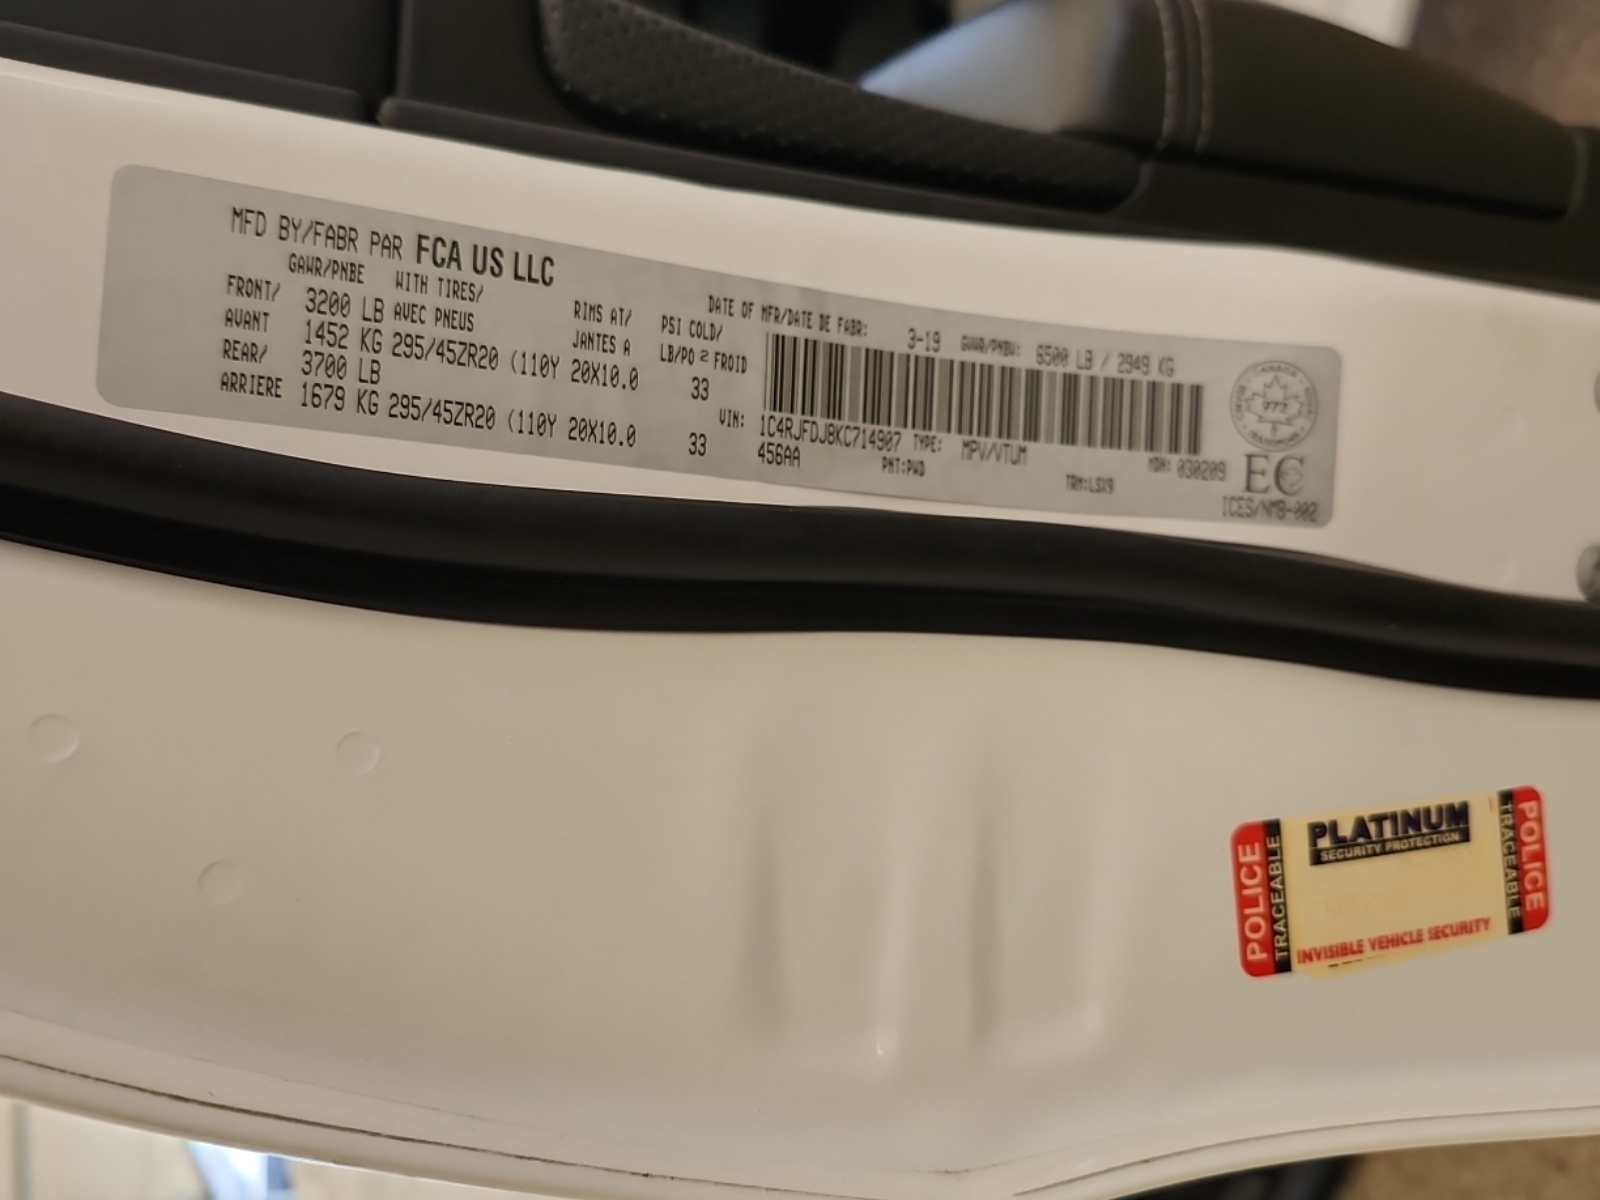 MFD BY/FABR PAR FCA US LLC
DATE OF MFR/DATE DE FABR: 3-19 GVWR/PNBV: 6500 LB / 2949 KG
GAWR/PNBE WITH TIRES/ RIMS AT/ PSI COLD/
AVEC PNEUS JANTES A LB/PO² FROID
FRONT/ 3200 LB
AVANT 1452 KG 295/45ZR20 (110Y 20X10.0 33
REAR/ 3700 LB
ARRIERE 1679 KG 295/45ZR20 (110Y 20X10.0 33
VIN: 1C4RJFDJ8KC714907 TYPE: MPV/VTUM
456AA PNT:PWD TRM:LSX9 MDH: 030209
CANADA
EC
ICES/NMB-002
POLICE
TRACEABLE
PLATINUM
SECURITY PROTECTION
INVISIBLE VEHICLE SECURITY
TRACEABLE
POLICE